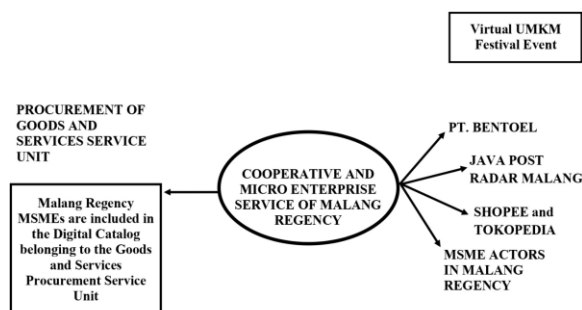 Virtual UMKM
Festival Event
PROCUREMENT OF
GOODS AND
SERVICES SERVICE
UNIT
Malang Regency
MSMEs are included in
the Digital Catalog
belonging to the Goods
and Services
Procurement Service
Unit
COOPERATIVE AND
MICRO ENTERPRISE
SERVICE OF MALANG
REGENCY
PT. BENTOEL
JAVA POST
RADAR MALANG
SHOPEE and
TOKOPEDIA
MSME ACTORS
IN MALANG
REGENCY